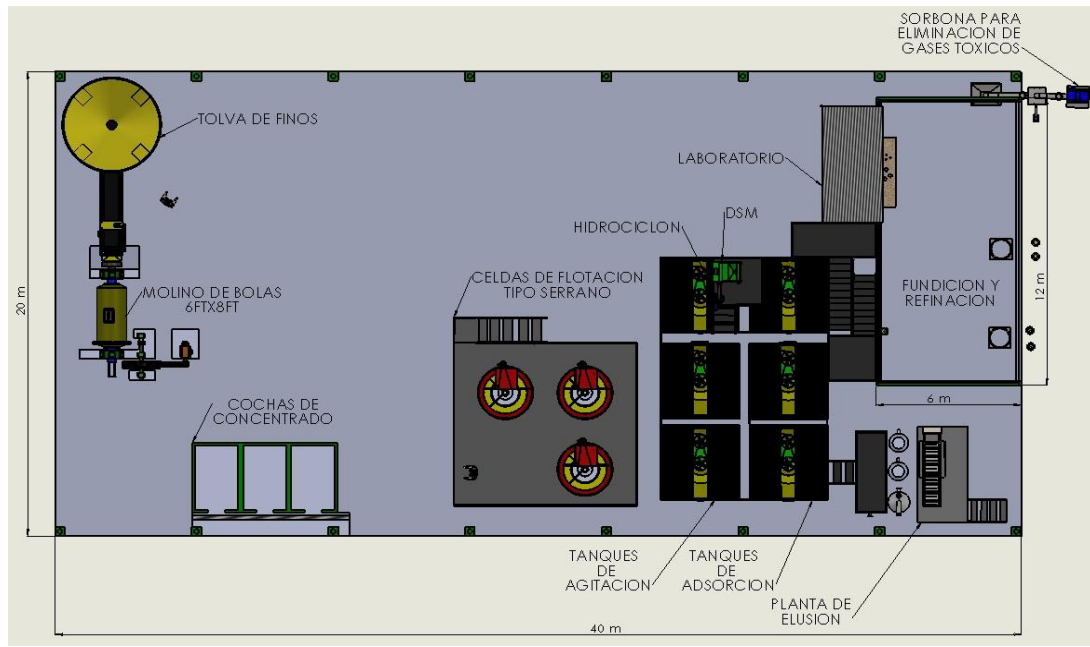 SORBONA PARA
ELIMINACION DE
GASES TOXICOS
TOLVA DE FINOS
LABORATORIO
DSM
HIDROCICLON
CELDAS DE FLOTACION
TIPO SERRANO
FUNDICION Y
REFINACION
12 m
20 m
MOLINO DE BOLAS
6FTX8FT
6 m
COCHAS DE
CONCENTRADO
TANQUES
DE
AGITACION
TANQUES
DE
ADSORCION
PLANTA DE
ELUSION
40 m